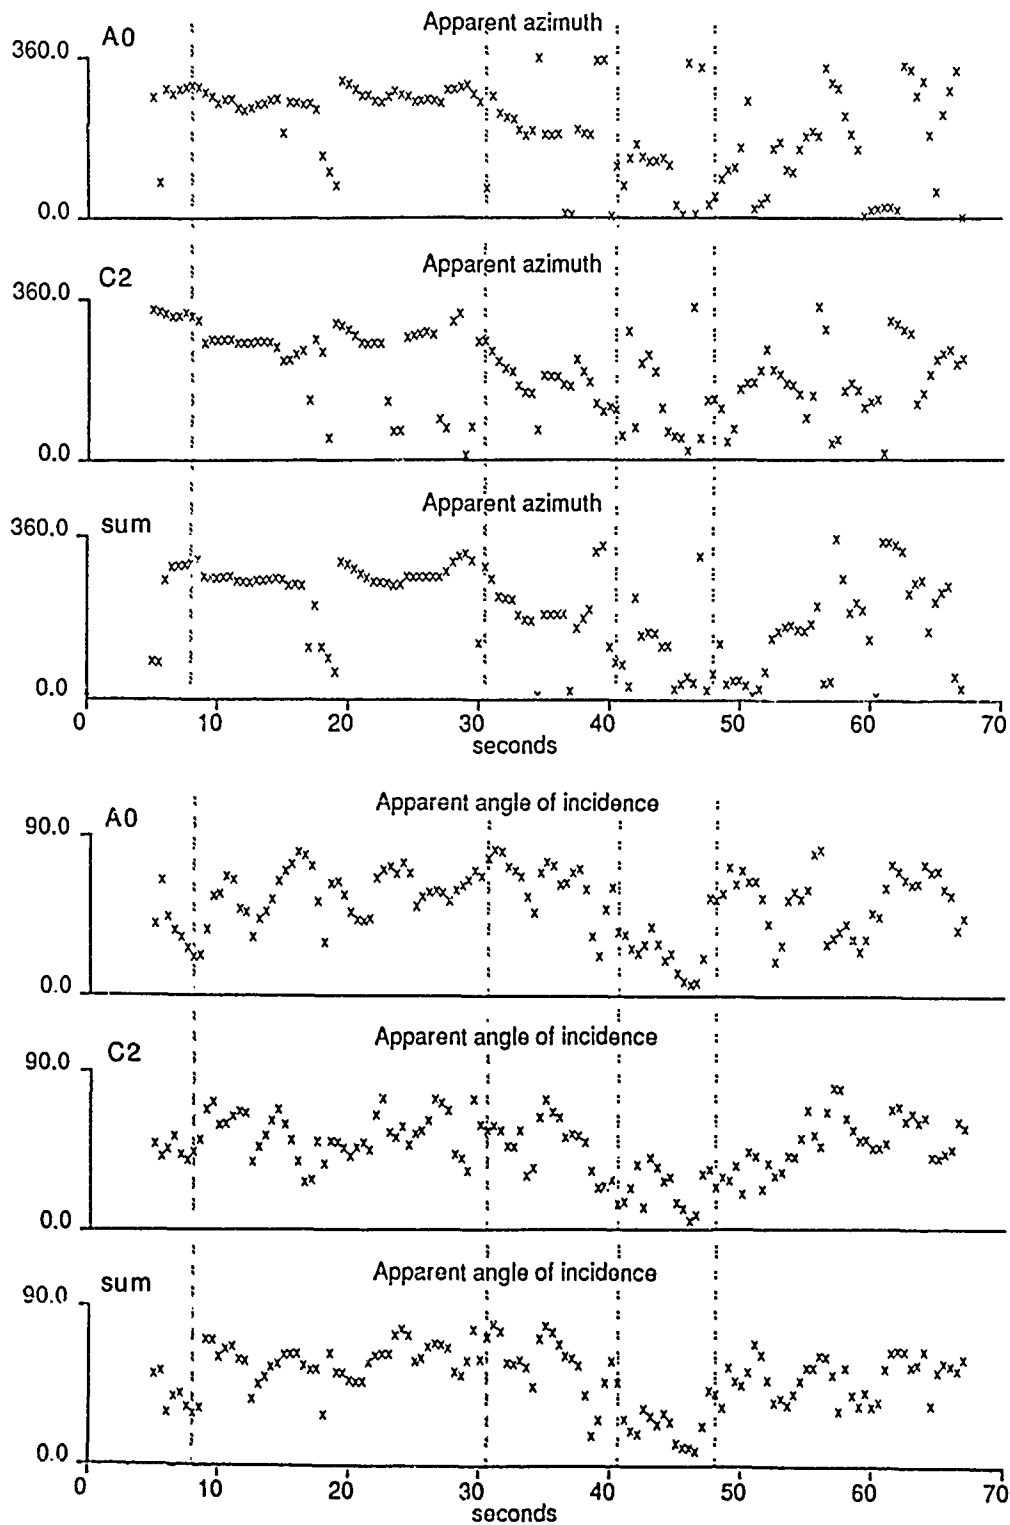 A0
Apparent azimuth
360.0
0.0
C2
Apparent azimuth
360.0
0.0
sum
Apparent azimuth
360.0
0.0
0 10 20 30 40 50 60 70
seconds
A0
Apparent angle of incidence
90.0
0.0
C2
Apparent angle of incidence
90.0
0.0
sum
Apparent angle of incidence
90.0
0.0
0 10 20 30 40 50 60 70
seconds